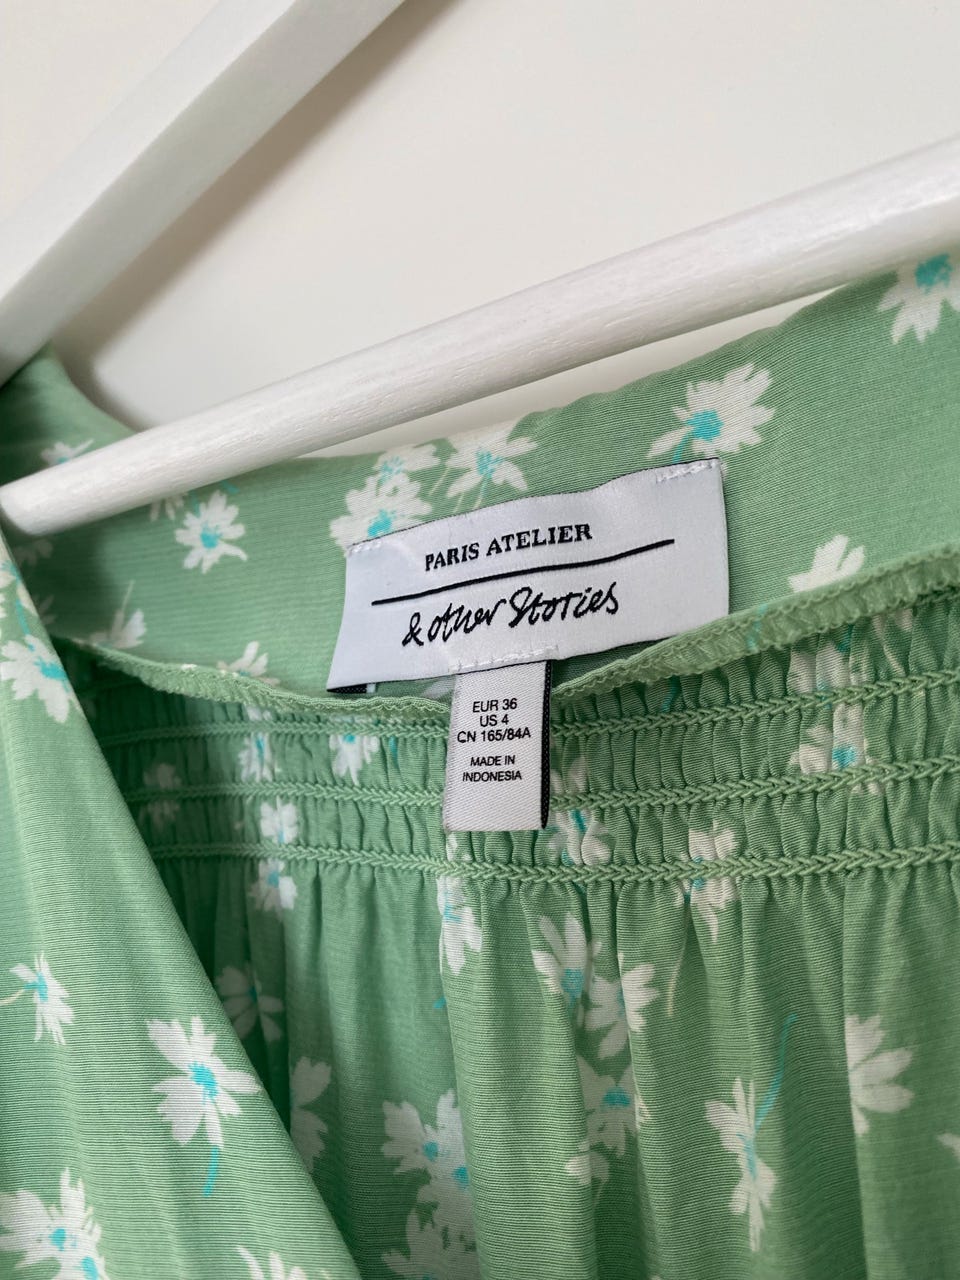 PARIS ATELIER
& other Stories
EUR 36
US 4
CN 165/84A
MADE IN
INDONESIA